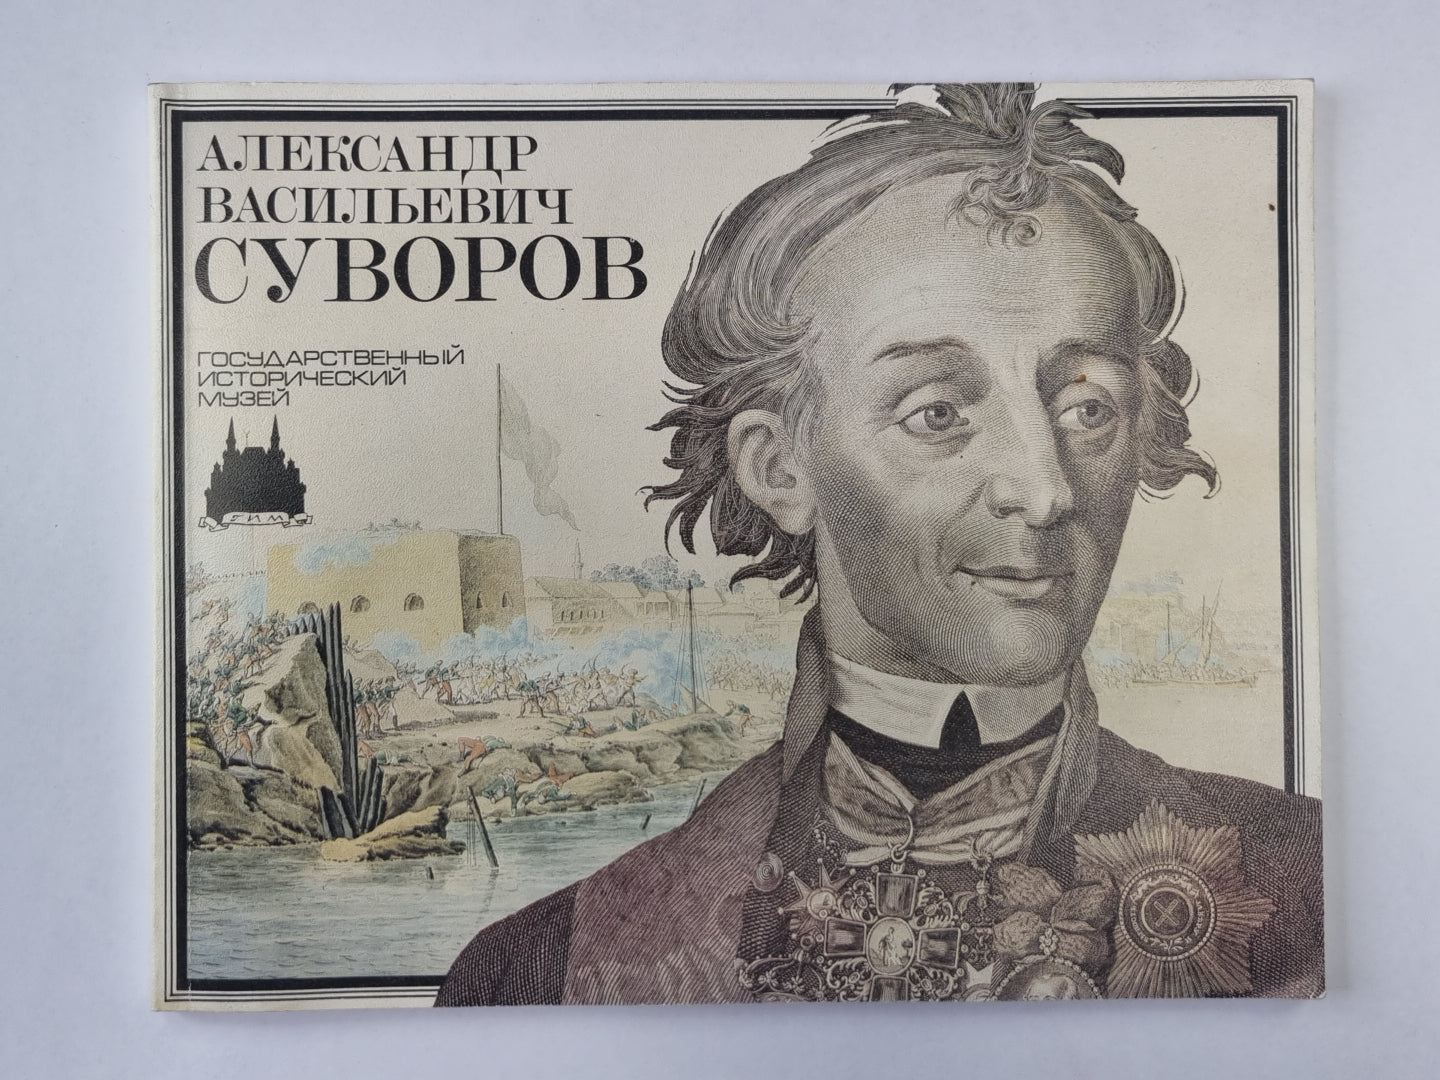 АЛЕКСАНДР
ВАСИЛЬЕВИЧ
СУВОРОВ
ГОСУДАРСТВЕННЫЙ
ИСТОРИЧЕСКИЙ
МУЗЕЙ
ГИМ